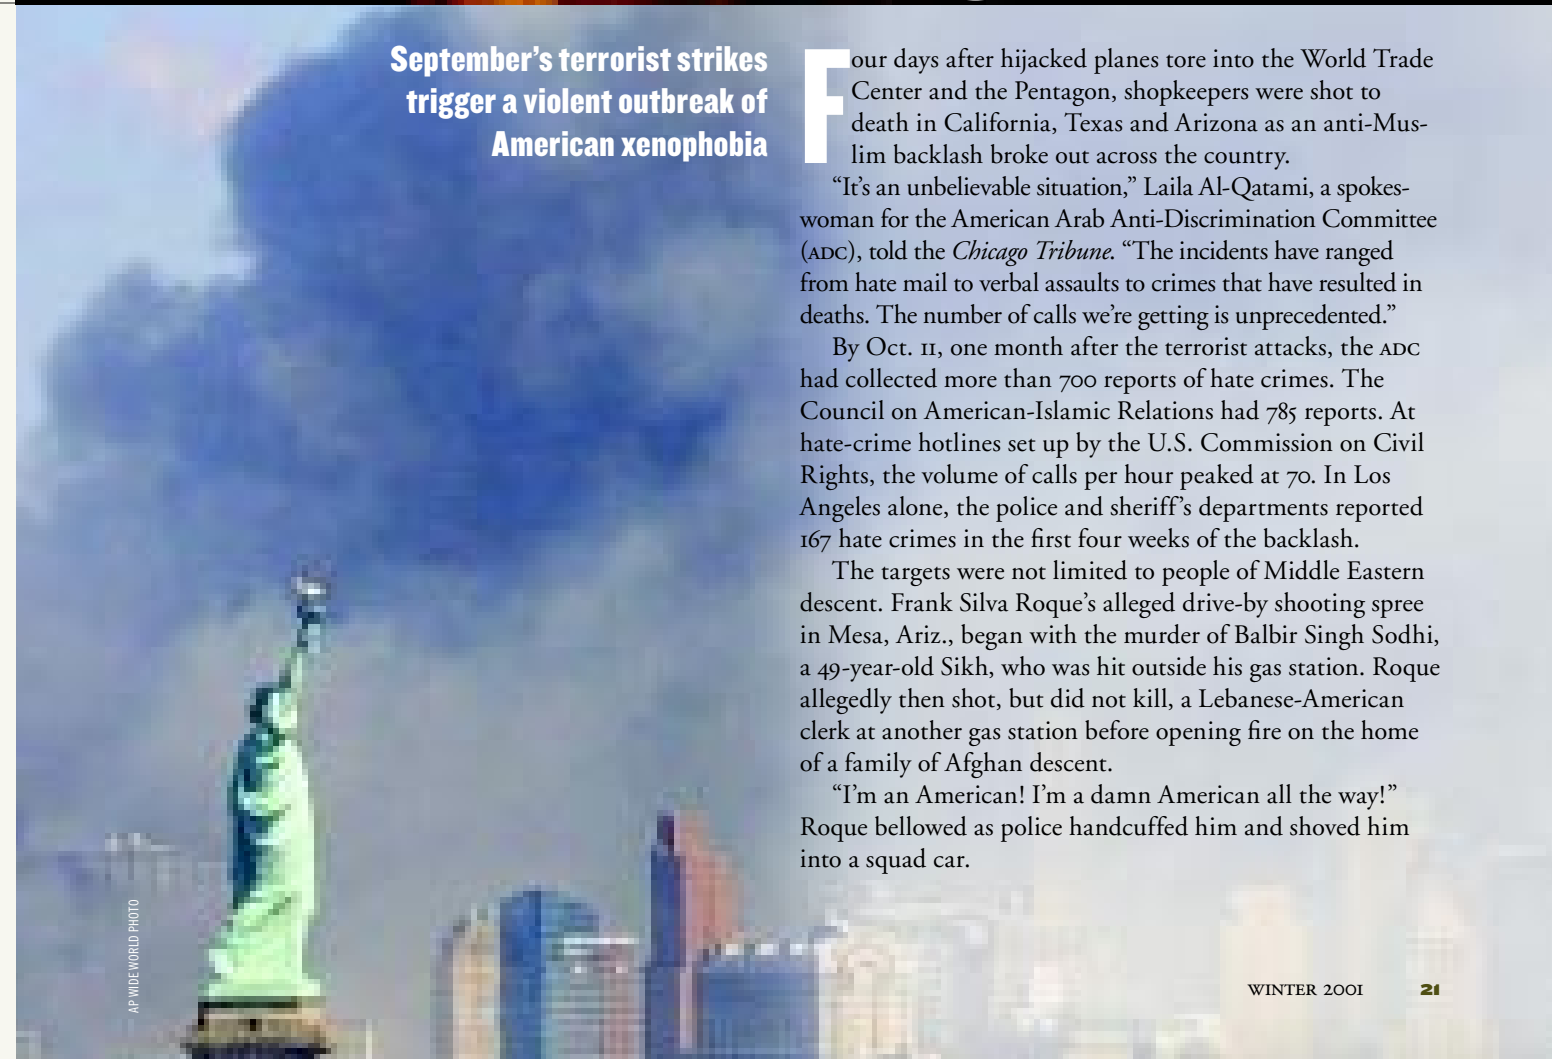 September’s terrorist strikes
trigger a violent outbreak of
American xenophobia
Four days after hijacked planes tore into the World Trade
Center and the Pentagon, shopkeepers were shot to
death in California, Texas and Arizona as an anti-Mus-
lim backlash broke out across the country.
“It’s an unbelievable situation,” Laila Al-Qatami, a spokes-
woman for the American Arab Anti-Discrimination Committee
(ADC), told the Chicago Tribune. “The incidents have ranged
from hate mail to verbal assaults to crimes that have resulted in
deaths. The number of calls we’re getting is unprecedented.”
By Oct. 11, one month after the terrorist attacks, the ADC
had collected more than 700 reports of hate crimes. The
Council on American-Islamic Relations had 785 reports. At
hate-crime hotlines set up by the U.S. Commission on Civil
Rights, the volume of calls per hour peaked at 70. In Los
Angeles alone, the police and sheriff’s departments reported
167 hate crimes in the first four weeks of the backlash.
The targets were not limited to people of Middle Eastern
descent. Frank Silva Roque’s alleged drive-by shooting spree
in Mesa, Ariz., began with the murder of Balbir Singh Sodhi,
a 49-year-old Sikh, who was hit outside his gas station. Roque
allegedly then shot, but did not kill, a Lebanese-American
clerk at another gas station before opening fire on the home
of a family of Afghan descent.
“I’m an American! I’m a damn American all the way!”
Roque bellowed as police handcuffed him and shoved him
into a squad car.
AP WIDEWORLD PHOTO
WINTER 2001 21